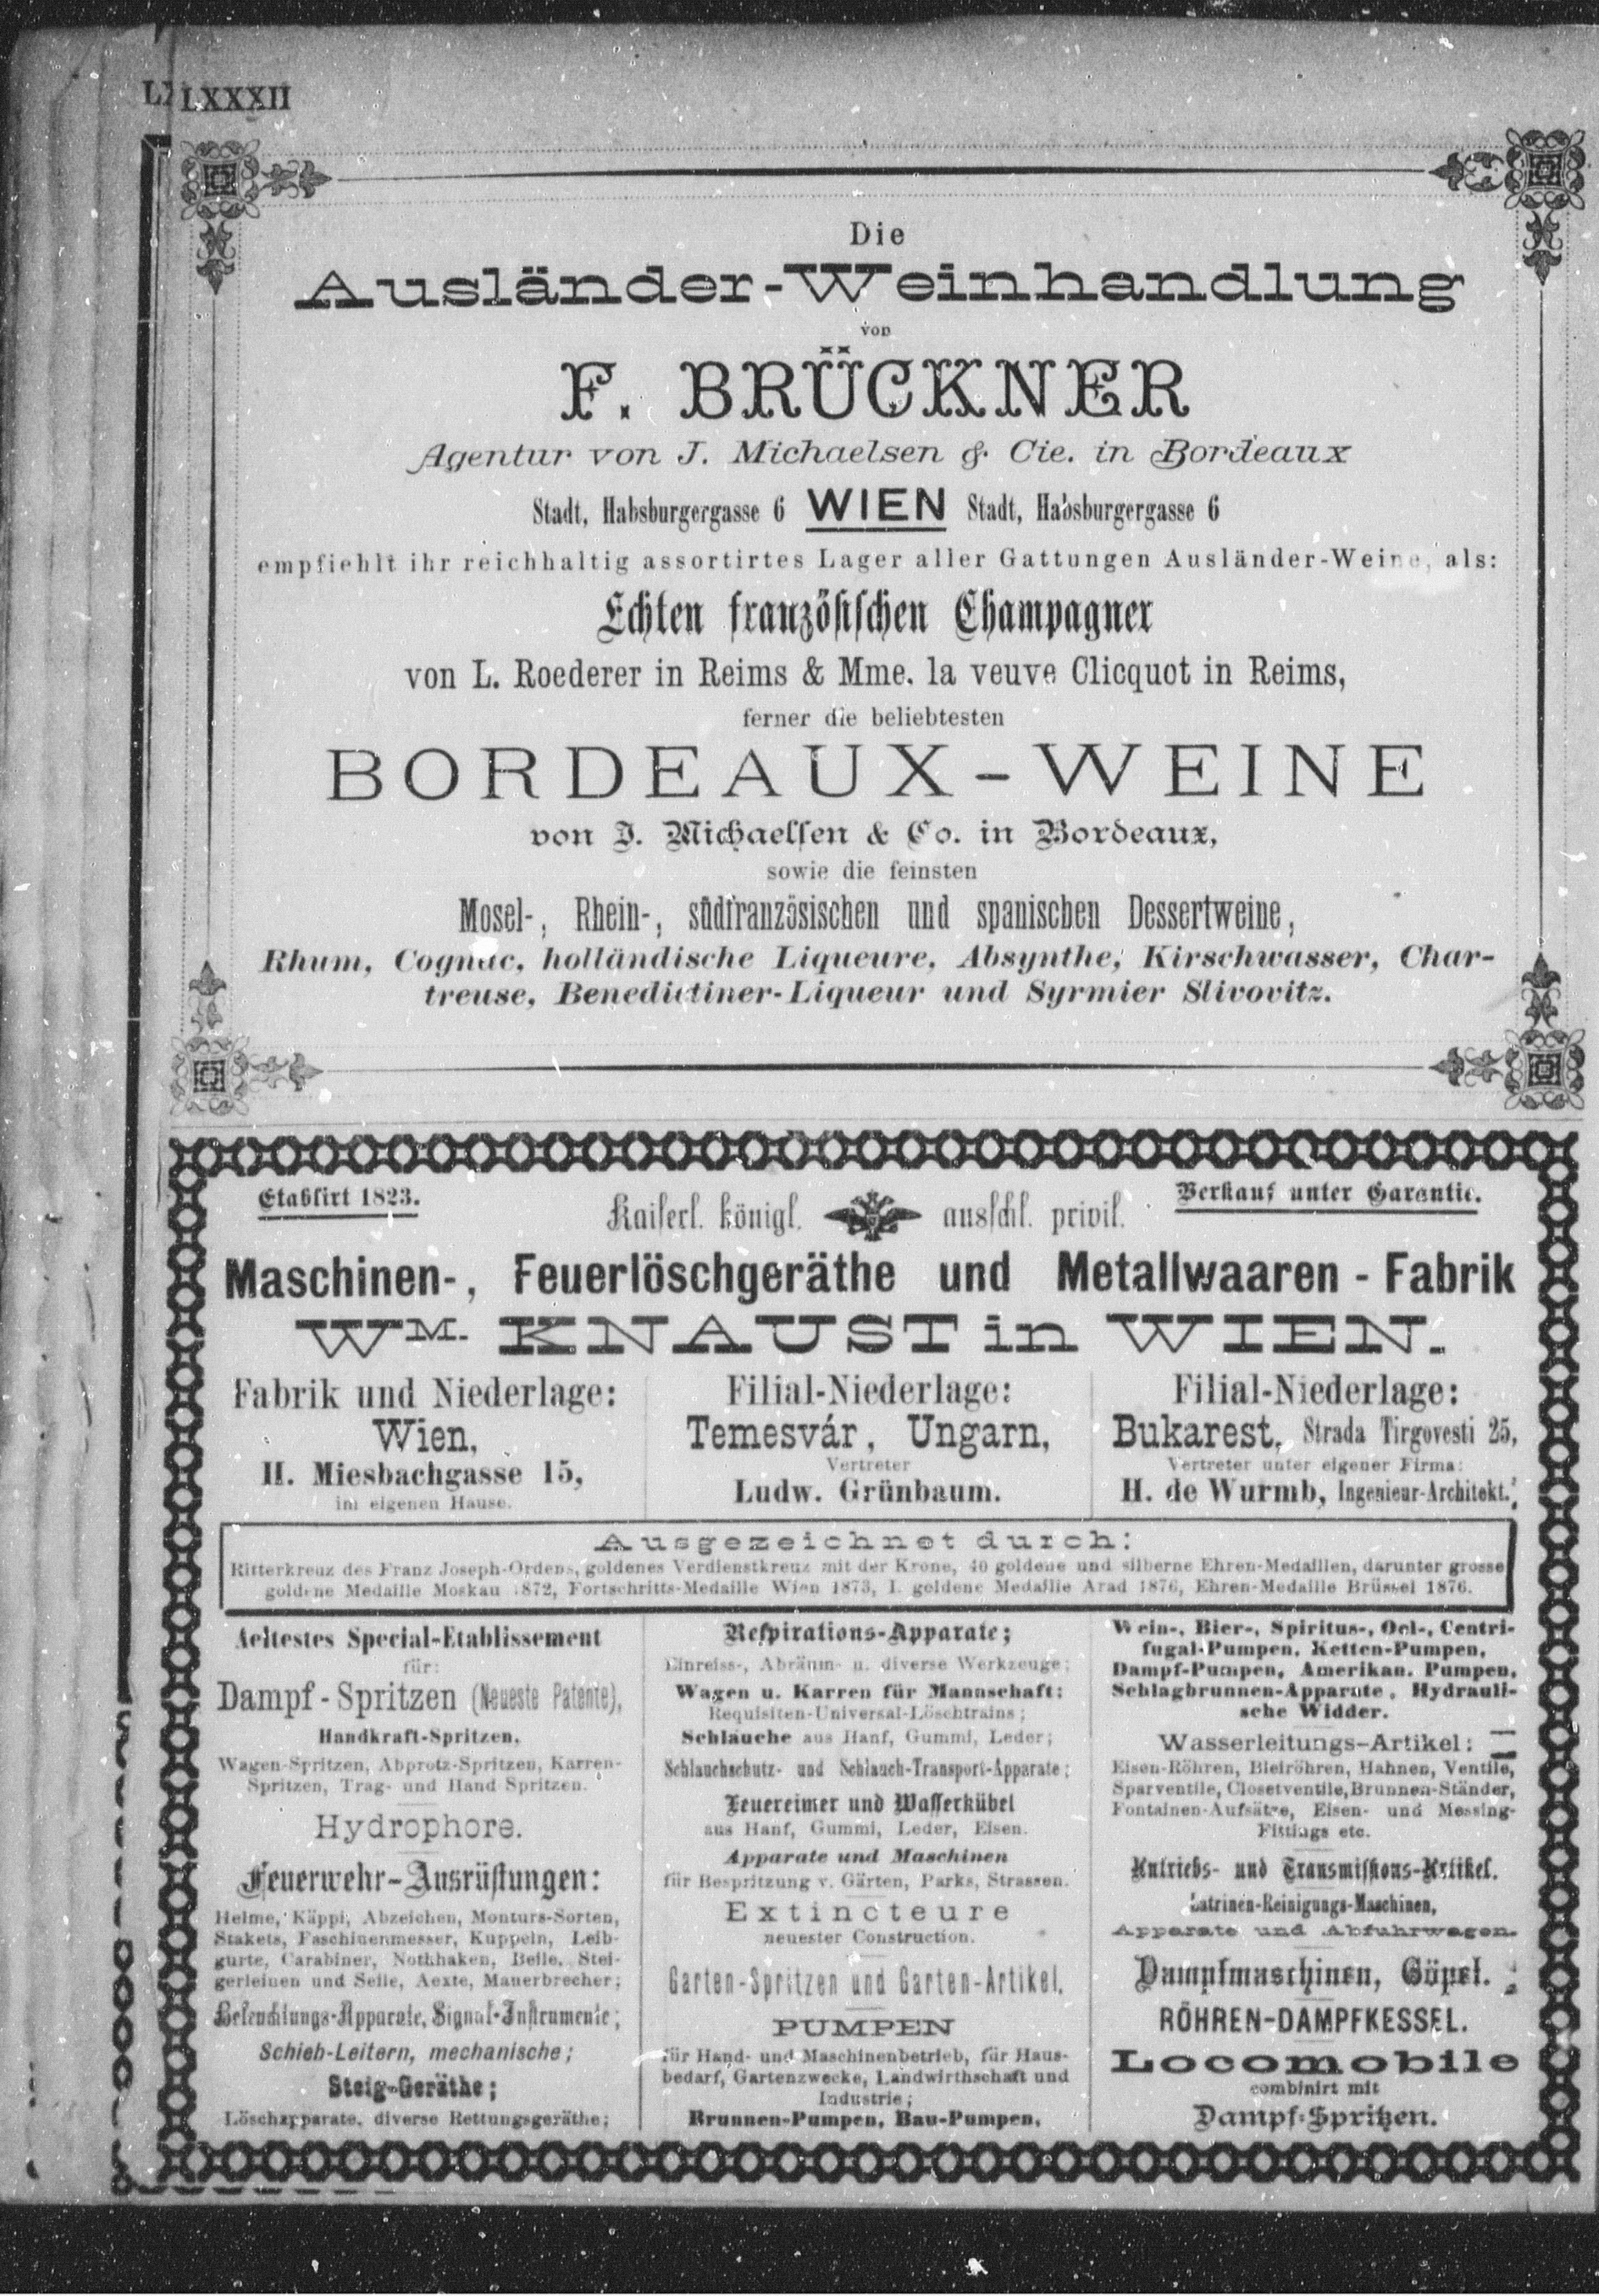 LXXXII
Die
Ausländer-Weinhandlung
von
F. BRÜCKNER
Agentur von J. Michaelsen & Cie. in Bordeaux
Stadt, Habsburgergasse 6 WIEN Stadt, Habsburgergasse 6
empfiehlt ihr reichhaltig assortirtes Lager aller Gattungen Ausländer-Weine, als:
Echten französischen Champagner
von L. Roederer in Reims & Mme. la veuve Clicquot in Reims,
ferner die beliebtesten
BORDEAUX-WEINE
von J. Michaelsen & Co. in Bordeaux,
sowie die feinsten
Mosel-, Rhein-, südfranzösischen und spanischen Dessertweine,
Rhum, Cognac, holländische Liqueure, Absynthe, Kirschwasser, Char-
treuse, Benedictiner-Liqueur und Syrmier Slivovitz.
Etablirt 1823.
Verkauf unter Garantie.
Kaiserl. königl. ausschl. privil.
Maschinen-, Feuerlöschgeräthe und Metallwaaren-Fabrik
WM. KNAUST in WIEN.
Fabrik und Niederlage:
Wien,
II. Miesbachgasse 15,
im eigenen Hause.
Filial-Niederlage:
Temesvár, Ungarn,
Vertreter
Ludw. Grünbaum.
Filial-Niederlage:
Bukarest, Strada Tirgovesti 25,
Vertreter unter eigener Firma:
H. de Wurmb, Ingenieur-Architekt.
Ausgezeichnet durch:
Ritterkreuz des Franz Joseph-Ordens, goldenes Verdienstkreuz mit der Krone, 40 goldene und silberne Ehren-Medaillen, darunter grosse
goldene Medaille Moskau 1872, Fortschritts-Medaille Wien 1873, I. goldene Medaille Arad 1876, Ehren-Medaille Brüssel 1876.
Aeltestes Special-Etablissement
für:
Dampf-Spritzen (Neueste Patente),
Handkraft-Spritzen,
Wagen-Spritzen, Abprotz-Spritzen, Karren-
Spritzen, Trag- und Hand Spritzen.
Hydrophore.
Feuerwehr-Ausrüstungen:
Helme, Käppi, Abzeichen, Monturs-Sorten,
Stakets, Faschinenmesser, Kuppeln, Leib-
gurte, Carabiner, Nothhaken, Beile, Stei-
gerleinen und Seile, Aexte, Mauerbrecher;
Beleuchtungs-Apparate, Signal-Instrumente;
Schieb-Leitern, mechanische;
Steig-Geräthe;
Löschapparate, diverse Rettungsgeräthe;
Respirations-Apparate;
Einreiss-, Abräum- u. diverse Werkzeuge;
Wagen u. Karren für Mannschaft:
Requisiten-Universal-Löschtrains;
Schläuche aus Hanf, Gummi, Leder;
Schlauchschutz- und Schlauch-Transport-Apparate;
Feuereimer und Wasserkübel
aus Hanf, Gummi, Leder, Eisen.
Apparate und Maschinen
für Bespritzung v. Gärten, Parks, Strassen.
Extincteure
neuester Construction.
Garten-Spritzen und Garten-Artikel.
PUMPEN
für Hand- und Maschinenbetrieb, für Haus-
bedarf, Gartenzwecke, Landwirthschaft und
Industrie;
Brunnen-Pumpen, Bau-Pumpen,
Wein-, Bier-, Spiritus-, Oel-, Centri-
fugal-Pumpen, Ketten-Pumpen,
Dampf-Pumpen, Amerikan. Pumpen,
Schlagbrunnen-Apparate, Hydrauli-
sche Widder.
Wasserleitungs-Artikel:
Eisen-Röhren, Bleiröhren, Hahnen, Ventile,
Sparventile, Closetventile, Brunnen-Ständer,
Fontainen-Aufsätze, Eisen- und Messing-
Fittings etc.
Antriebs- und Transmissions-Artikel.
Latrinen-Reinigungs-Maschinen,
Apparate und Abfuhrwagen.
Dampfmaschinen, Göpel.
RÖHREN-DAMPFKESSEL.
Locomobile
combinirt mit
Dampf-Spritzen.